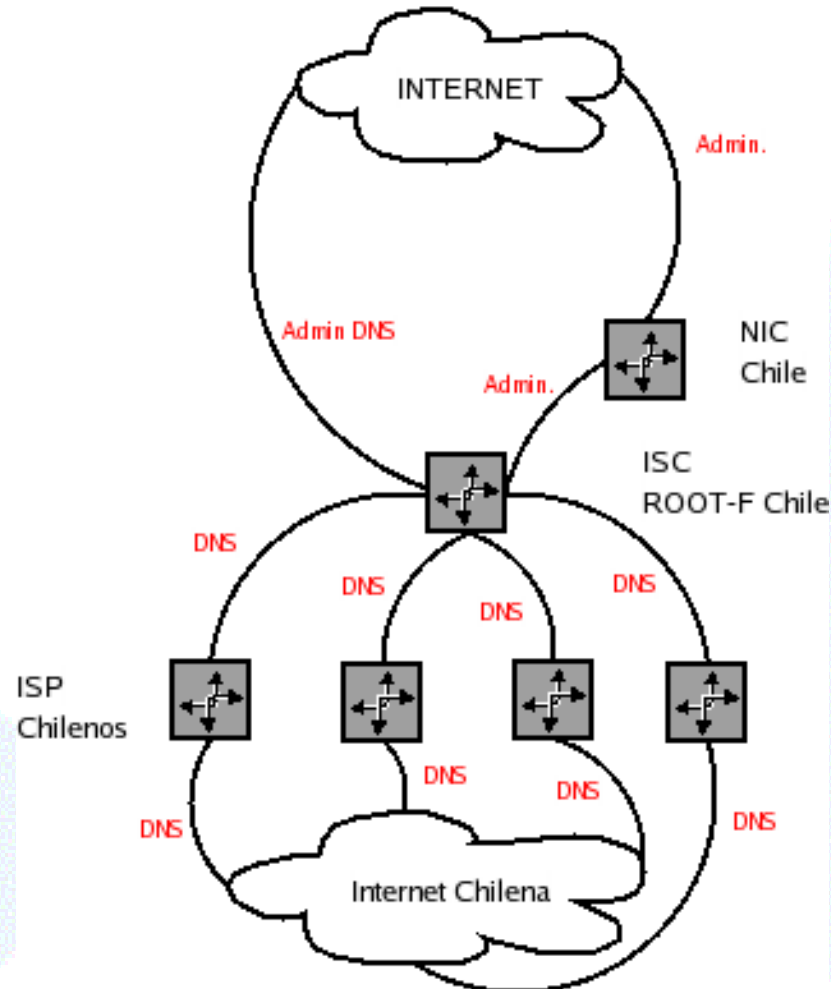 INTERNET
Admin.
Admin DNS
NIC
Chile
Admin.
ISC
ROOT-F Chile
DNS
DNS
DNS
DNS
ISP
Chilenos
DNS
DNS
DNS
DNS
Internet Chilena